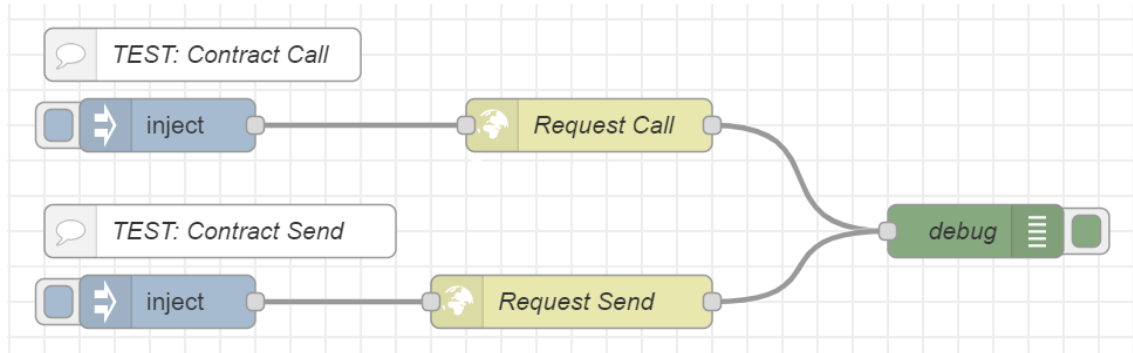 TEST: Contract Call
inject
Request Call
TEST: Contract Send
debug
inject
Request Send